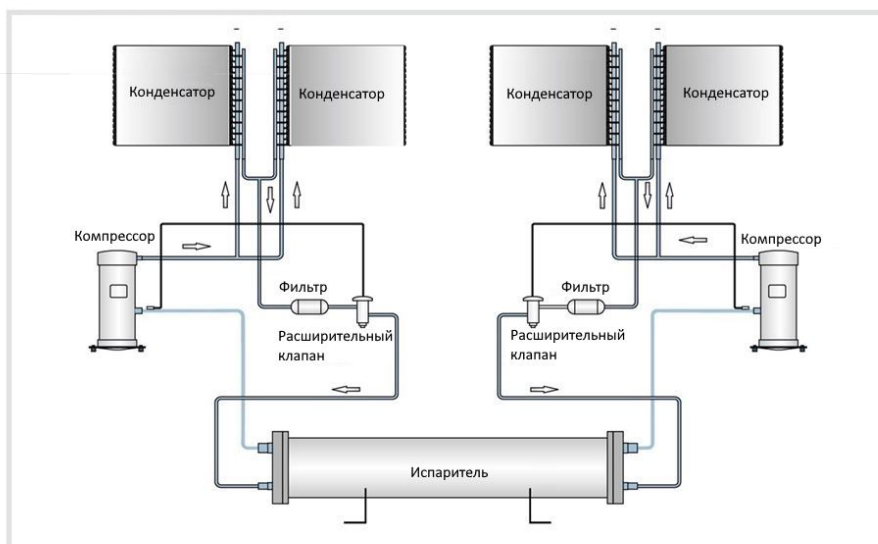 Конденсатор
Конденсатор
Конденсатор
Конденсатор
Компрессор
Компрессор
Фильтр
Фильтр
Расширительный
клапан
Расширительный
клапан
Испаритель